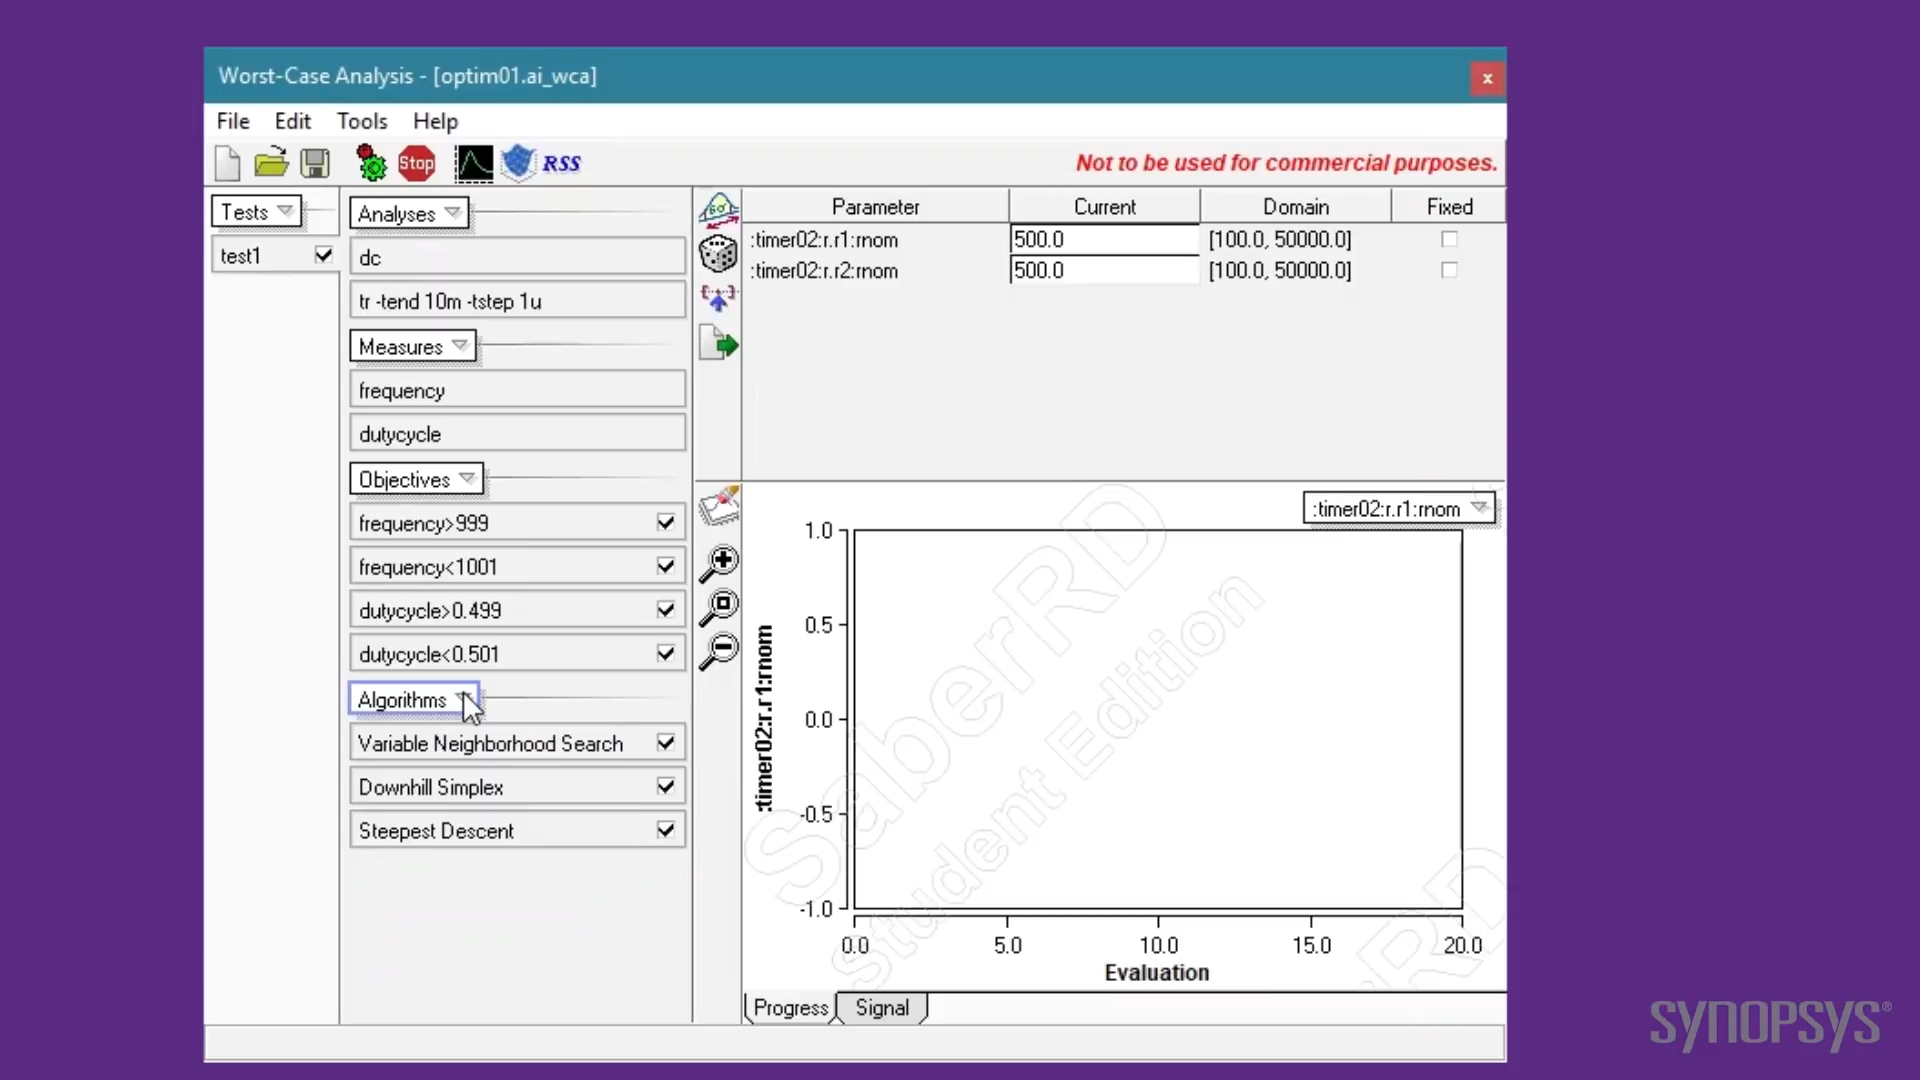 Worst-Case Analysis - [optim01.ai_wca]
x
File Edit Tools Help
Stop RSS Not to be used for commercial purposes.
Tests
test1
Analyses
dc
tr -tend 10m -tstep 1u
Measures
frequency
dutycycle
Objectives
frequency>999
frequency<1001
dutycycle>0.499
dutycycle<0.501
Algorithms
Variable Neighborhood Search
Downhill Simplex
Steepest Descent
60°
Parameter Current Domain Fixed
:timer02:r.r1:rnom 500.0 [100.0, 50000.0]
:timer02:r.r2:rnom 500.0 [100.0, 50000.0]
:timer02:r.r1:rnom
:timer02:r.r1:rnom
1.0
0.5
0.0
-0.5
-1.0
0.0 5.0 10.0 15.0 20.0
Evaluation
SaberRD
Student Edition
RD
Progress Signal
SYNOPSYS®